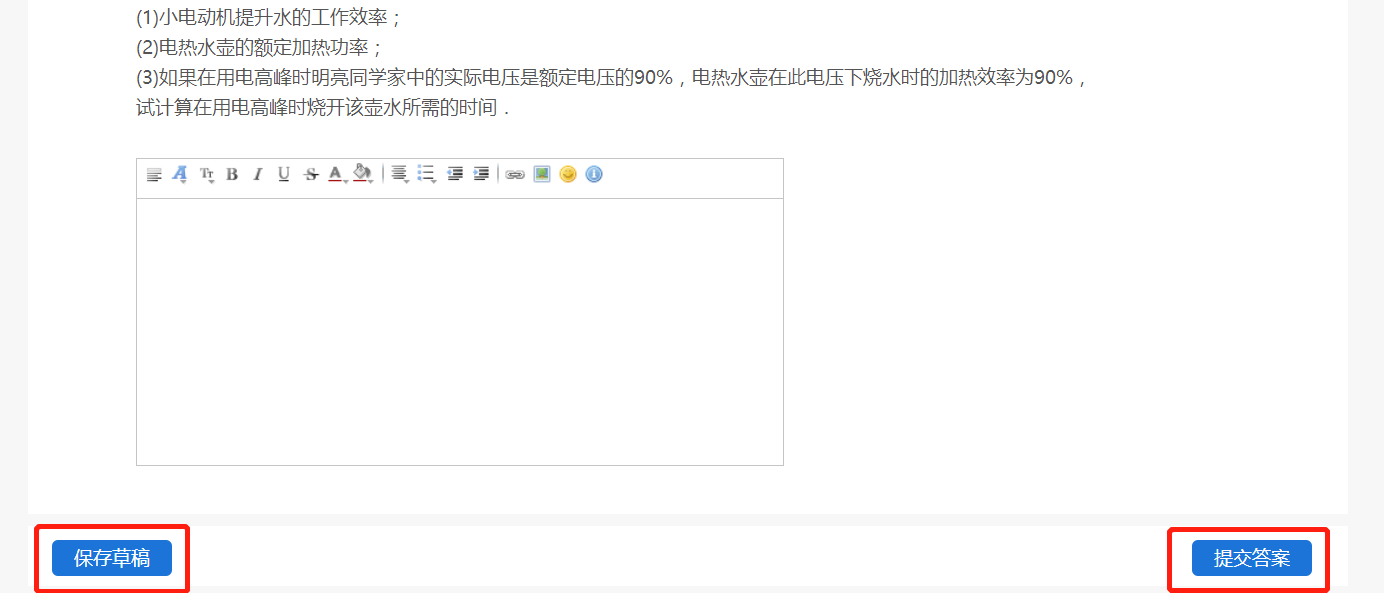 (1)小电动机提升水的工作效率；
(2)电热水壶的额定加热功率；
(3)如果在用电高峰时明亮同学家中的实际电压是额定电压的90%，电热水壶在此电压下烧水时的加热效率为90%，
试计算在用电高峰时烧开该壶水所需的时间．
A Tr B I U S A
保存草稿
提交答案